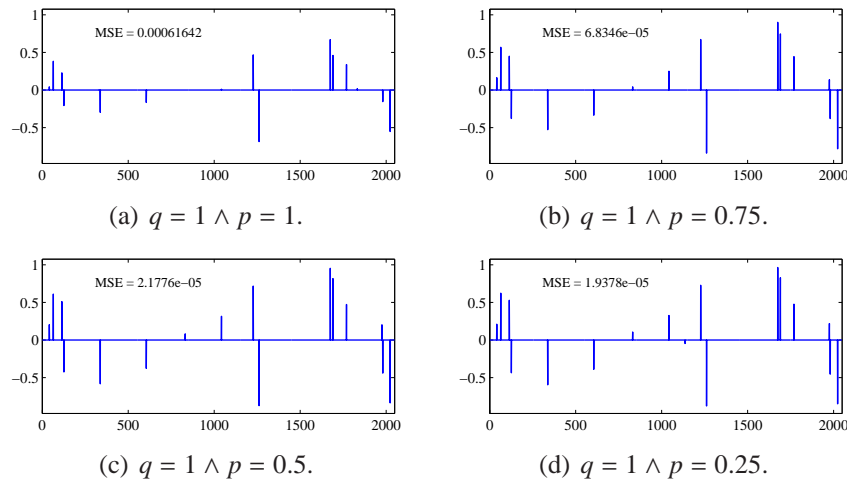 MSE = 0.00061642
1
0.5
0
−0.5
0 500 1000 1500 2000
(a) q = 1 ∧ p = 1.
MSE = 6.8346e−05
1
0.5
0
−0.5
0 500 1000 1500 2000
(b) q = 1 ∧ p = 0.75.
MSE = 2.1776e−05
1
0.5
0
−0.5
0 500 1000 1500 2000
(c) q = 1 ∧ p = 0.5.
MSE = 1.9378e−05
1
0.5
0
−0.5
0 500 1000 1500 2000
(d) q = 1 ∧ p = 0.25.